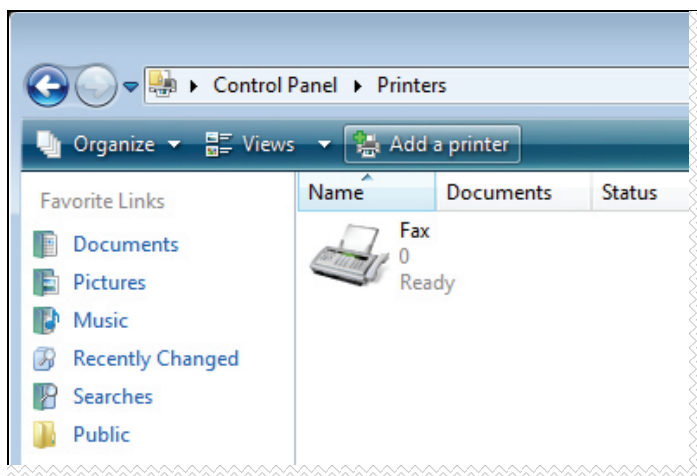 Control Panel Printers
Organize Views Add a printer
Favorite Links
Documents
Pictures
Music
Recently Changed
Searches
Public
Name Documents Status
Fax
0
Ready